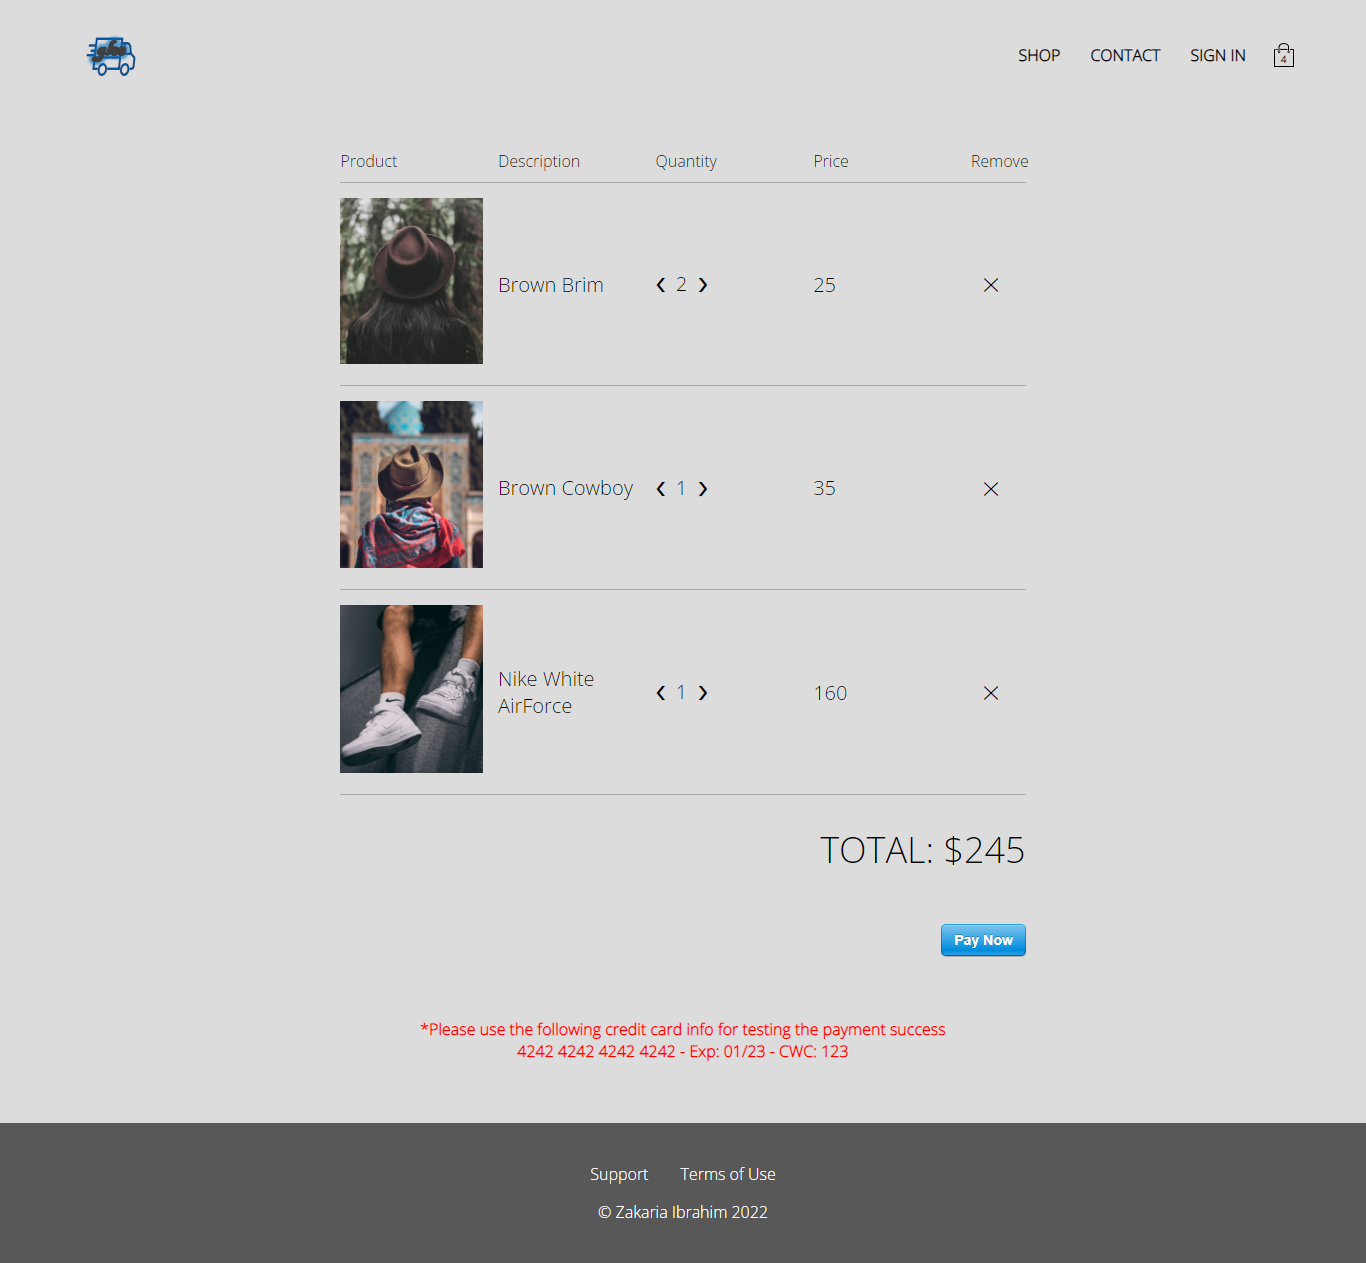 SHOP CONTACT SIGN IN 4
Product Description Quantity Price Remove
Brown Brim ❮ 2 ❯ 25 ✕
Brown Cowboy ❮ 1 ❯ 35 ✕
Nike White
AirForce ❮ 1 ❯ 160 ✕
TOTAL: $245
Pay Now
*Please use the following credit card info for testing the payment success
4242 4242 4242 4242 - Exp: 01/23 - CWC: 123
Support Terms of Use
© Zakaria Ibrahim 2022